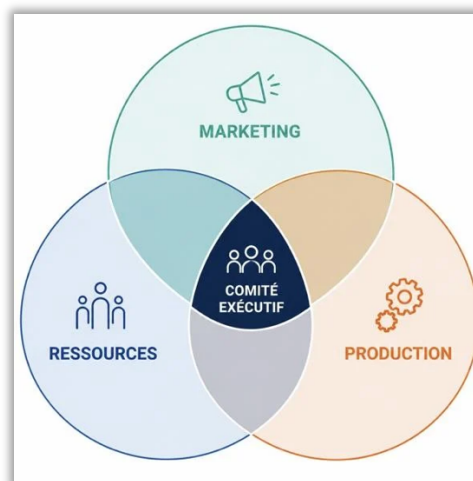 MARKETING
COMITÉ
EXÉCUTIF
RESSOURCES
PRODUCTION